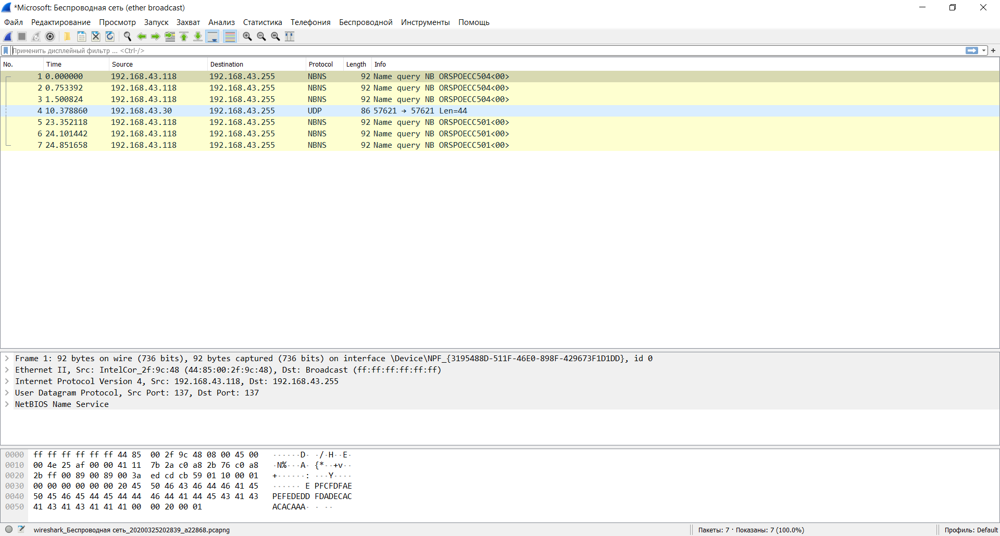 *Microsoft: Беспроводная сеть (ether broadcast)
Файл Редактирование Просмотр Запуск Захват Анализ Статистика Телефония Беспроводной Инструменты Помощь
Применить дисплейный фильтр ... <Ctrl-/>
No. Time Source Destination Protocol Length Info
1 0.000000 192.168.43.118 192.168.43.255 NBNS 92 Name query NB ORSPOECC504<00>
2 0.753392 192.168.43.118 192.168.43.255 NBNS 92 Name query NB ORSPOECC504<00>
3 1.500824 192.168.43.118 192.168.43.255 NBNS 92 Name query NB ORSPOECC504<00>
4 10.378860 192.168.43.30 192.168.43.255 UDP 86 57621 → 57621 Len=44
5 23.352118 192.168.43.118 192.168.43.255 NBNS 92 Name query NB ORSPOECC501<00>
6 24.101442 192.168.43.118 192.168.43.255 NBNS 92 Name query NB ORSPOECC501<00>
7 24.851658 192.168.43.118 192.168.43.255 NBNS 92 Name query NB ORSPOECC501<00>
Frame 1: 92 bytes on wire (736 bits), 92 bytes captured (736 bits) on interface \Device\NPF_{3195488D-511F-46E0-898F-429673F1D1DD}, id 0
Ethernet II, Src: IntelCor_2f:9c:48 (44:85:00:2f:9c:48), Dst: Broadcast (ff:ff:ff:ff:ff:ff)
Internet Protocol Version 4, Src: 192.168.43.118, Dst: 192.168.43.255
User Datagram Protocol, Src Port: 137, Dst Port: 137
NetBIOS Name Service
0000 ff ff ff ff ff ff 44 85 00 2f 9c 48 08 00 45 00 ······D· ·/·H··E·
0010 00 4e 25 af 00 00 41 11 7b 2a c0 a8 2b 76 c0 a8 ·N%···A· {*··+v··
0020 2b ff 00 89 00 89 00 3a ed cd cb 59 01 10 00 01 +······: ···Y····
0030 00 00 00 00 00 00 20 45 50 46 43 46 44 46 41 45 ······ E PFCFDFAE
0040 50 45 46 45 44 45 44 44 46 44 41 44 45 43 41 43 PEFEDEDD FDADECAC
0050 41 43 41 43 41 41 41 00 00 20 00 01 ACACAAA· · ··
wireshark_Беспроводная сеть_20200325202839_a22868.pcapng Пакеты: 7 · Показаны: 7 (100.0%) Профиль: Default